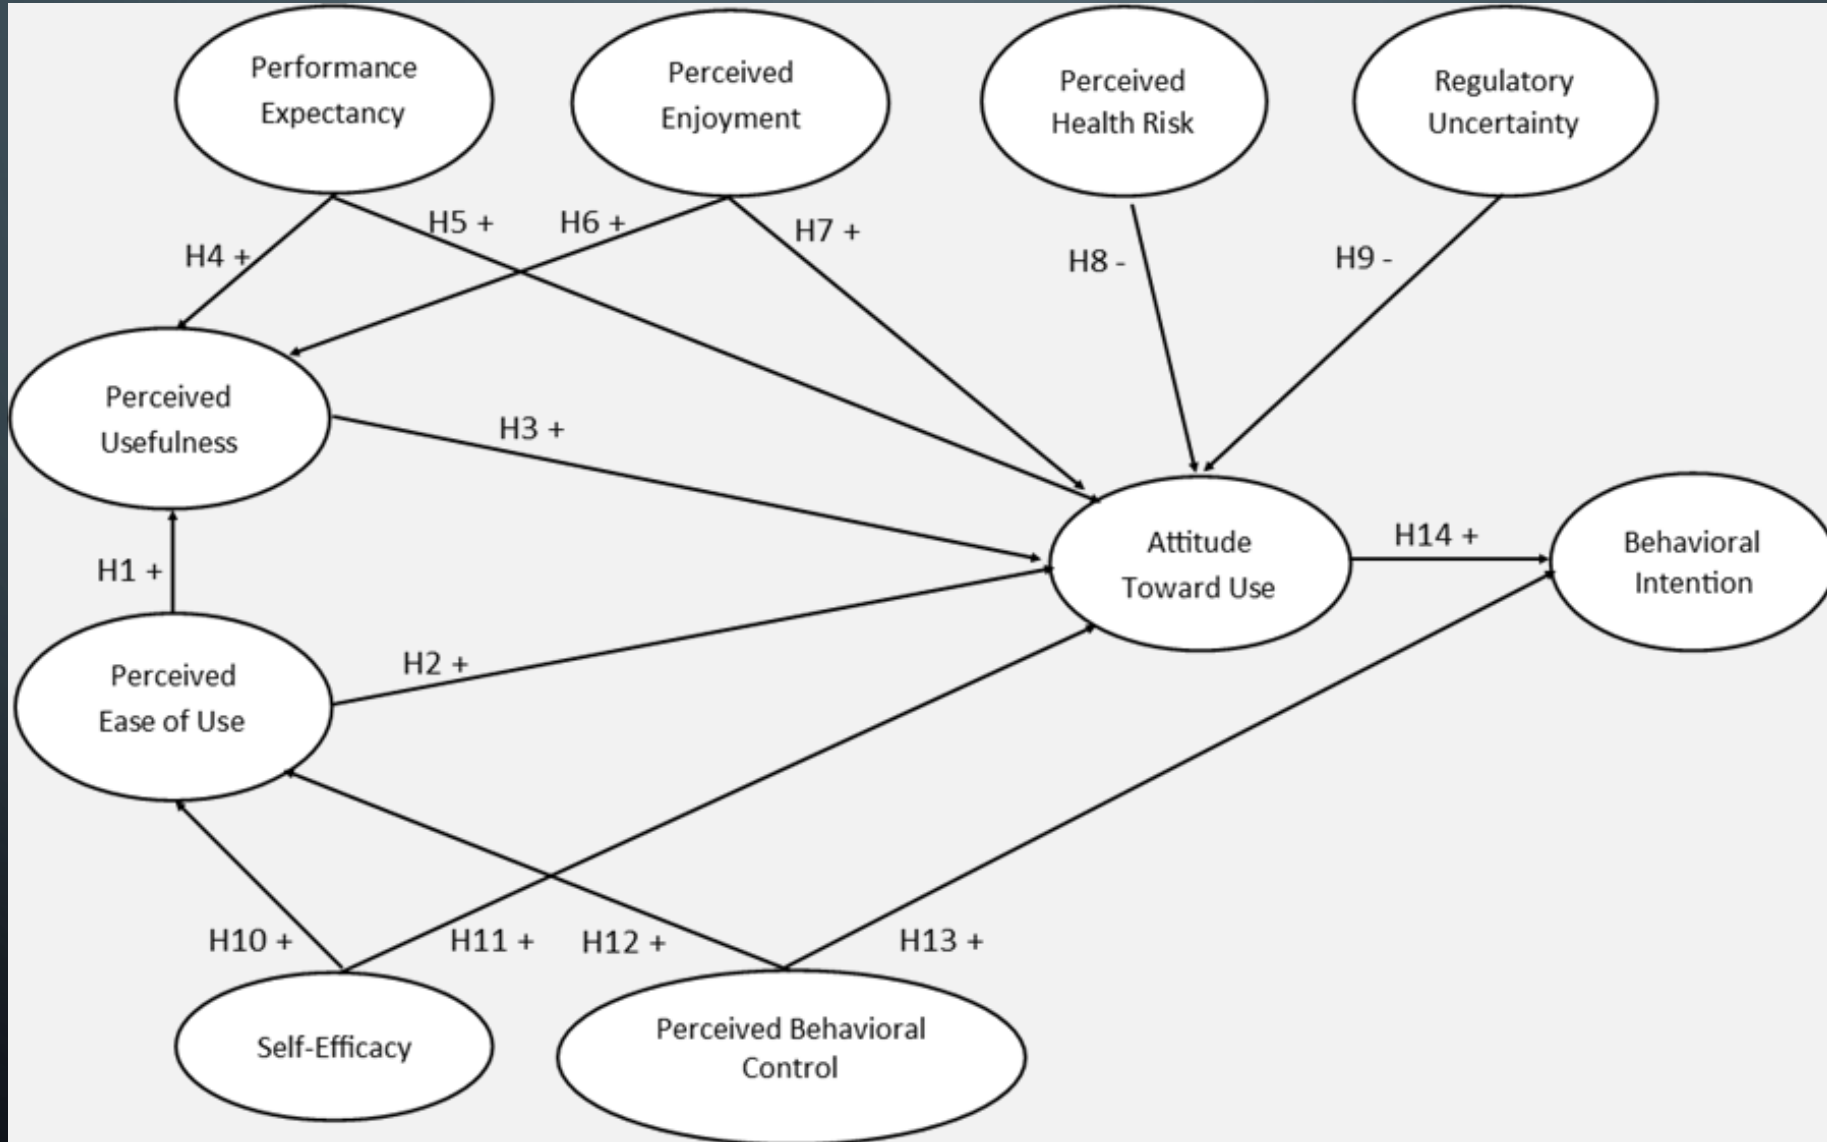 Performance
Expectancy
Perceived
Enjoyment
Perceived
Health Risk
Regulatory
Uncertainty
H4 +
H5 +
H6 +
H7 +
H8 -
H9 -
Perceived
Usefulness
H3 +
H1 +
Attitude
Toward Use
H14 +
Behavioral
Intention
Perceived
Ease of Use
H2 +
H10 +
H11 +
H12 +
H13 +
Self-Efficacy
Perceived Behavioral
Control